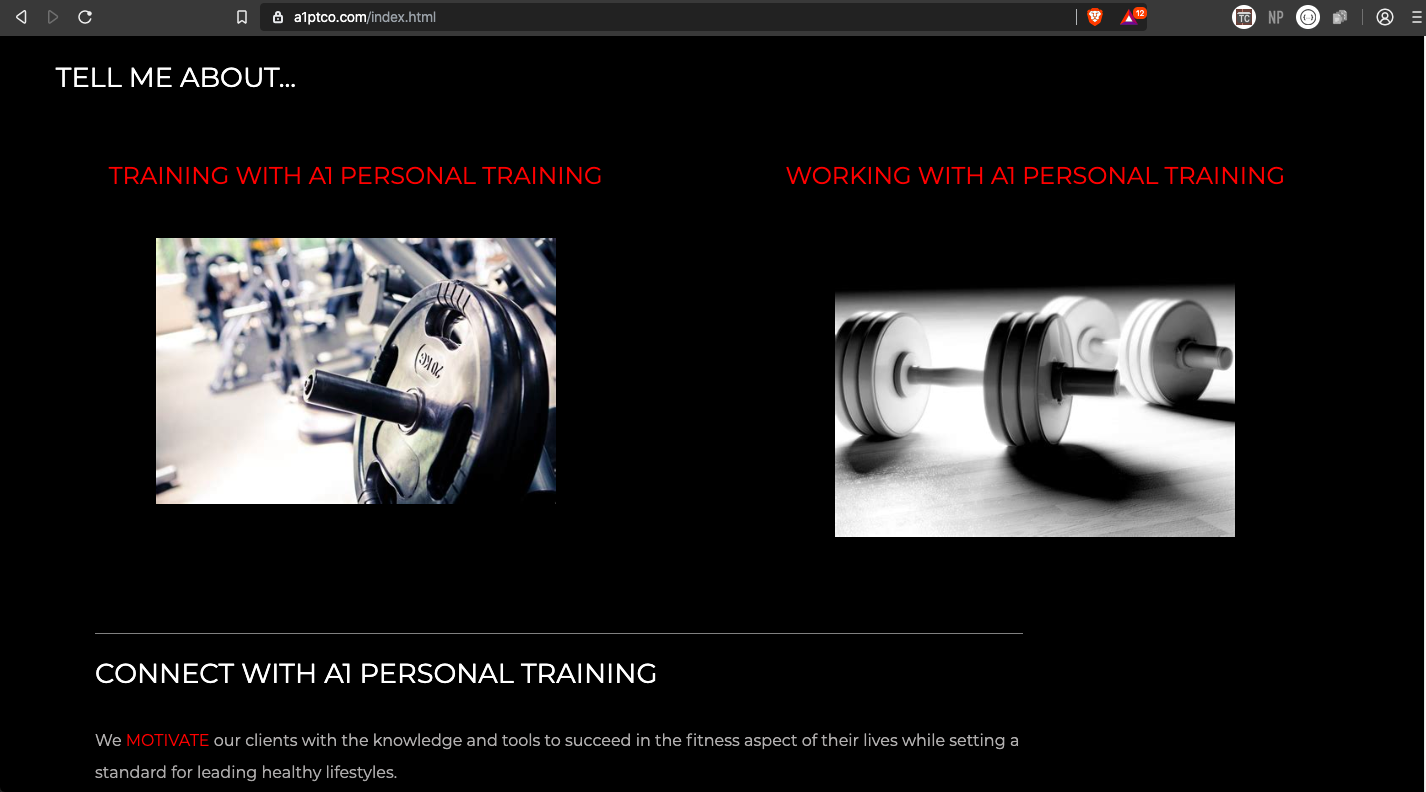 a1ptco.com/index.html
12
TC
NP
TELL ME ABOUT...
TRAINING WITH A1 PERSONAL TRAINING
WORKING WITH A1 PERSONAL TRAINING
20KG
CONNECT WITH A1 PERSONAL TRAINING
We MOTIVATE our clients with the knowledge and tools to succeed in the fitness aspect of their lives while setting a
standard for leading healthy lifestyles.